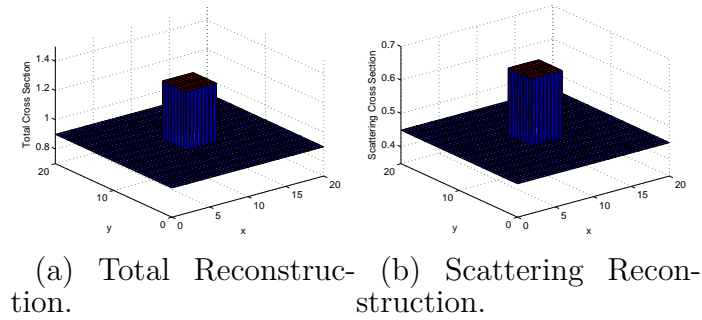 1.4
1.2
1
0.8
Total Cross Section
20
10
0
y
0
5
10
15
20
x
0.7
0.6
0.5
0.4
Scattering Cross Section
20
10
0
y
0
5
10
15
20
x
(a) Total Reconstruc-
tion.
(b) Scattering Recon-
struction.